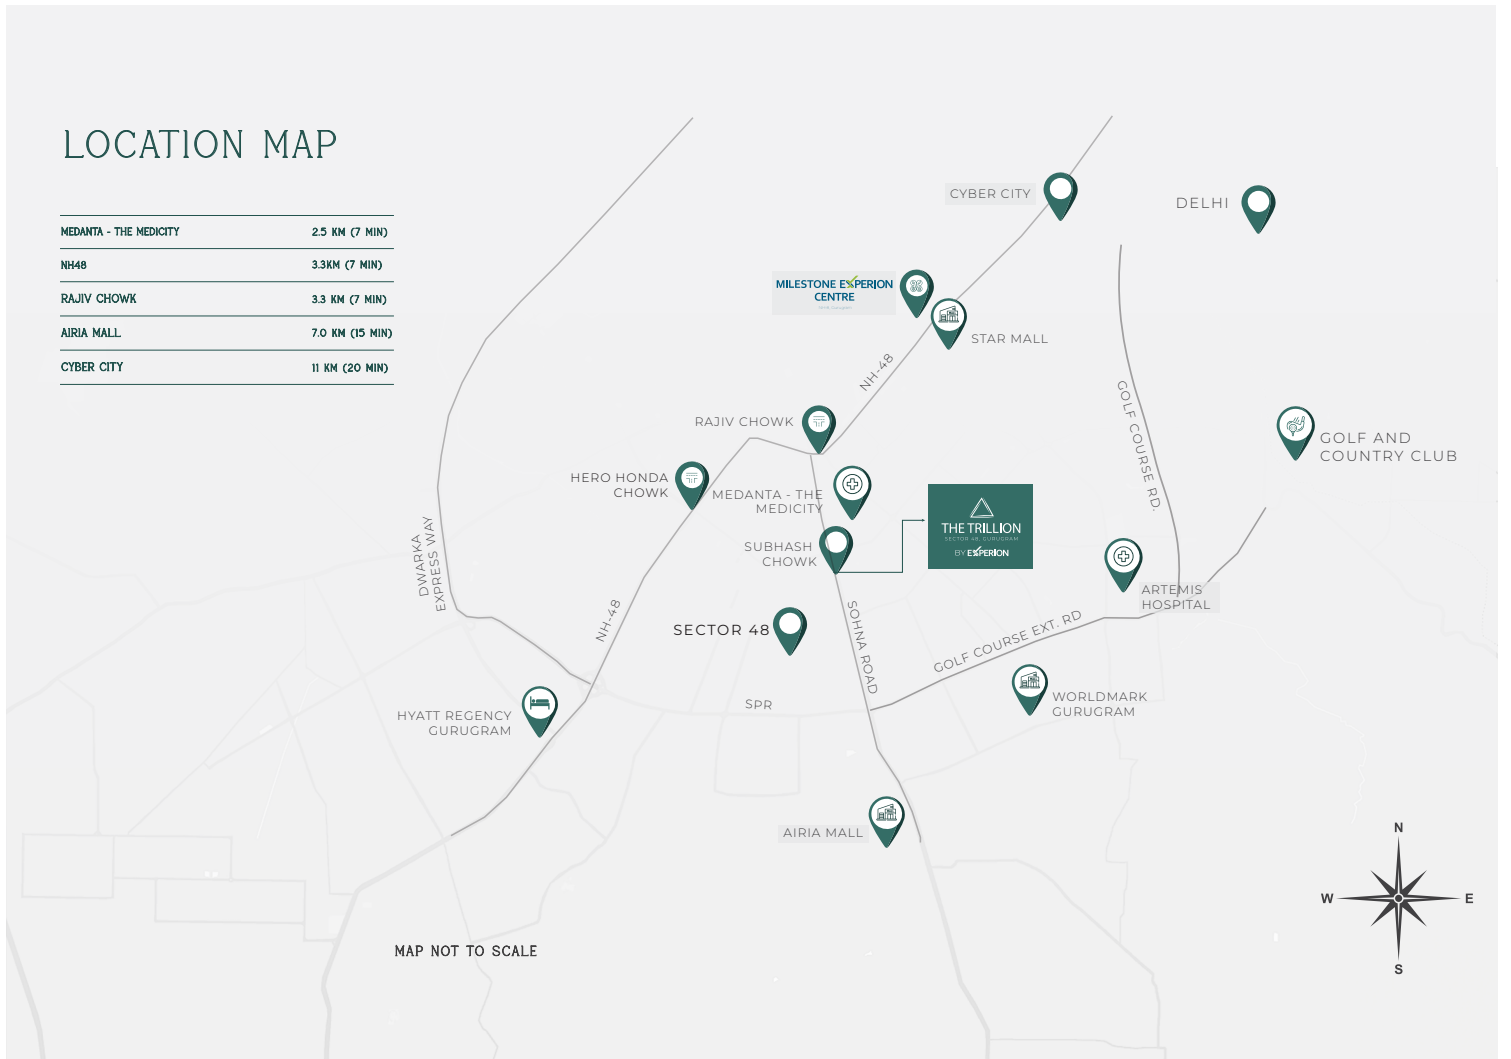 LOCATION MAP
MEDANTA - THE MEDICITY 2.5 KM (7 MIN)
NH48 3.3KM (7 MIN)
RAJIV CHOWK 3.3 KM (7 MIN)
AIRIA MALL 7.0 KM (15 MIN)
CYBER CITY 11 KM (20 MIN)
CYBER CITY
DELHI
MILESTONE EXPERION
CENTRE
STAR MALL
NH-48
GOLF COURSE RD.
RAJIV CHOWK
GOLF AND
COUNTRY CLUB
HERO HONDA
CHOWK
MEDANTA - THE
MEDICITY
THE TRILLION
SECTOR 48, GURUGRAM
BY EXPERION
SUBHASH
CHOWK
DWARKA
EXPRESS WAY
ARTEMIS
HOSPITAL
NH-48
SECTOR 48
SOHNA ROAD
GOLF COURSE EXT. RD
SPR
WORLDMARK
GURUGRAM
HYATT REGENCY
GURUGRAM
AIRIA MALL
MAP NOT TO SCALE
N
W
E
S